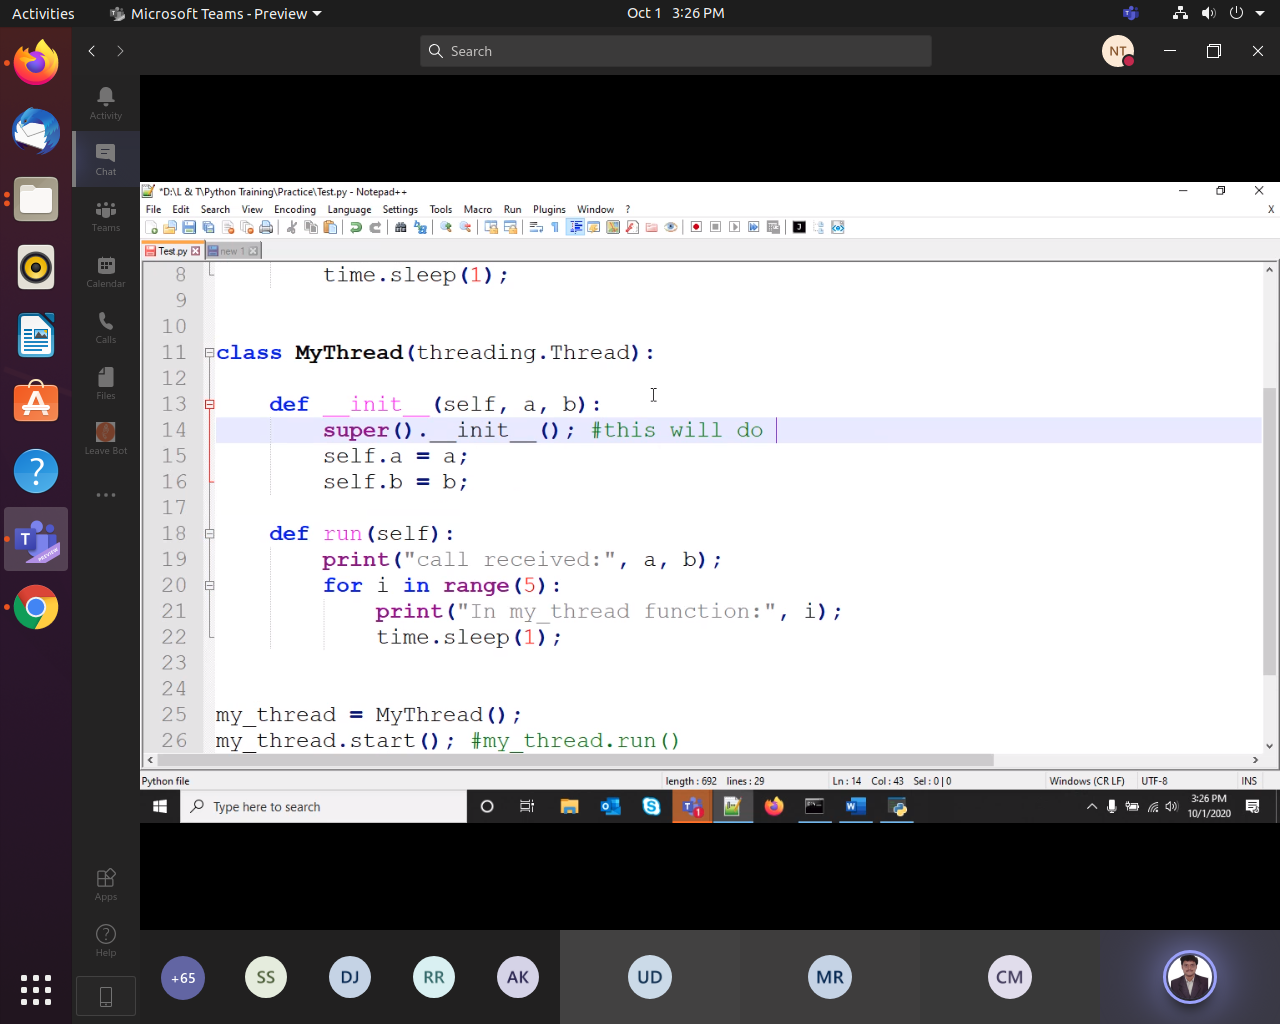 Activities
Microsoft Teams - Preview
Oct 1 3:26 PM
Search
NT
Activity
Chat
Teams
Calendar
Calls
Files
Leave Bot
Apps
Help
T
PREVIEW
*D:\L & T\Python Training\Practice\Test.py - Notepad++
File Edit Search View Encoding Language Settings Tools Macro Run Plugins Window ?
X
Test.py
new 1
8 time.sleep(1);
9
10
11 class MyThread(threading.Thread):
12
13 def __init__(self, a, b):
14 super().__init__(); #this will do
15 self.a = a;
16 self.b = b;
17
18 def run(self):
19 print("call received:", a, b);
20 for i in range(5):
21 print("In my_thread function:", i);
22 time.sleep(1);
23
24
25 my_thread = MyThread();
26 my_thread.start(); #my_thread.run()
Python file
length : 692 lines : 29
Ln : 14 Col : 43 Sel : 0 | 0
Windows (CR LF)
UTF-8
INS
Type here to search
1
3:26 PM
10/1/2020
+65
SS
DJ
RR
AK
UD
MR
CM